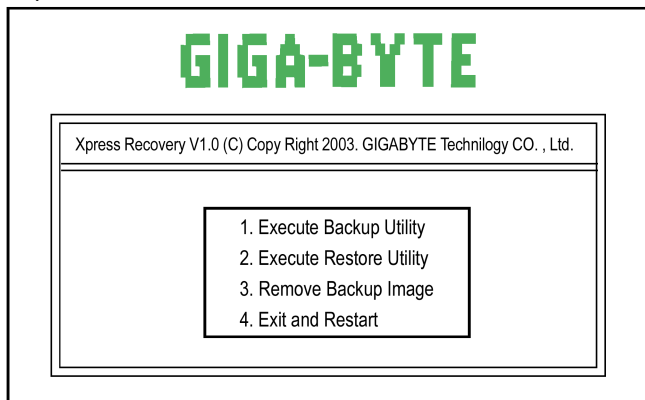 GIGA-BYTE
Xpress Recovery V1.0 (C) Copy Right 2003. GIGABYTE Technilogy CO. , Ltd.
1. Execute Backup Utility
2. Execute Restore Utility
3. Remove Backup Image
4. Exit and Restart